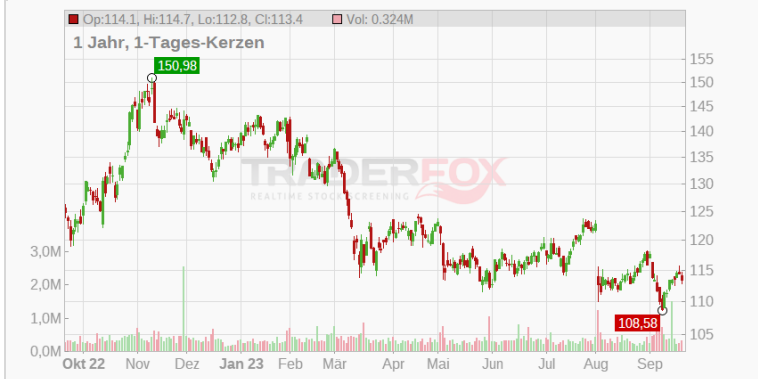 Op:114.1, Hi:114.7, Lo:112.8, Cl:113.4 Vol: 0.324M
1 Jahr, 1-Tages-Kerzen
150,98
155
150
145
140
135
130
125
120
115
110
105
TRADERFOX
REALTIME STOCK SCREENING
3,0M
2,0M
1,0M
0,0M
108,58
Okt 22 Nov Dez Jan 23 Feb Mär Apr Mai Jun Jul Aug Sep